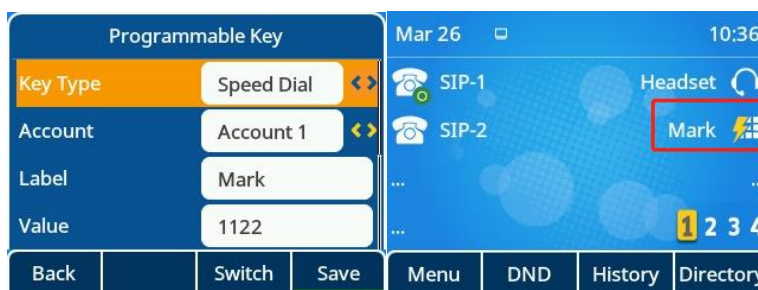 Programmable Key
Key Type Speed Dial
Account Account 1
Label Mark
Value 1122
Back Switch Save
Mar 26 10:36
SIP-1 Headset
SIP-2 Mark
... ..
... 1 2 3 4
Menu DND History Directory